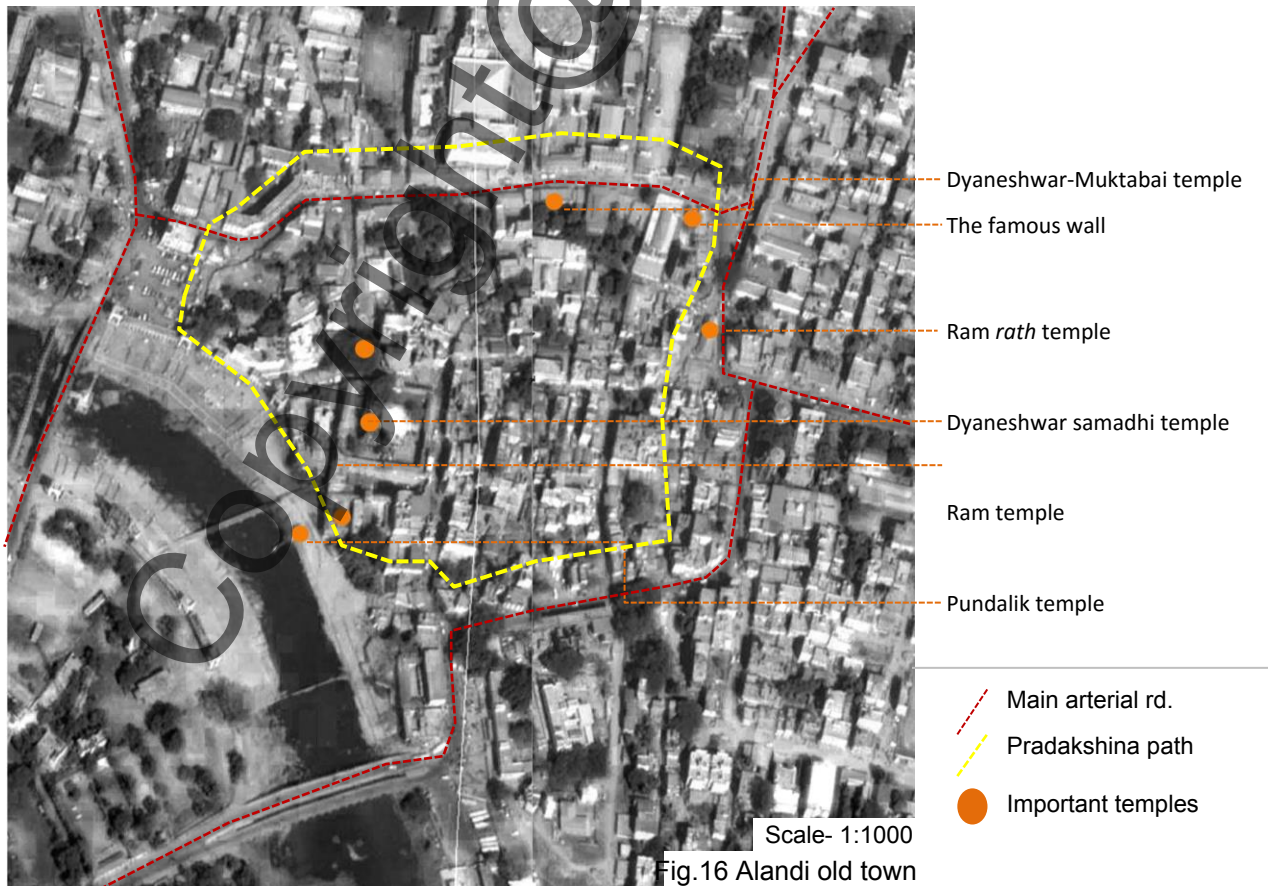 Copyright@
Dyaneshwar-Muktabai temple
The famous wall
Ram rath temple
Dyaneshwar samadhi temple
Ram temple
Pundalik temple
Main arterial rd.
Pradakshina path
Important temples
Scale- 1:1000
Fig.16 Alandi old town